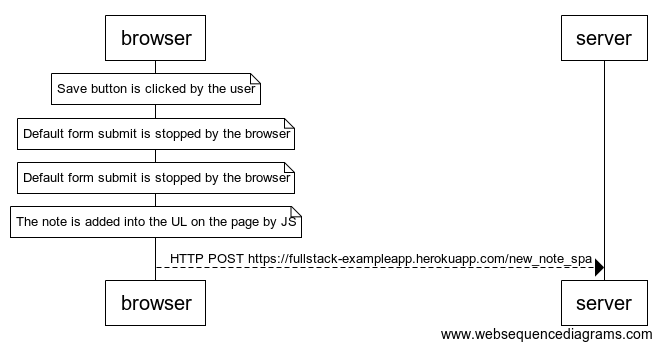 browser
server
Save button is clicked by the user
Default form submit is stopped by the browser
Default form submit is stopped by the browser
The note is added into the UL on the page by JS
HTTP POST https://fullstack-exampleapp.herokuapp.com/new_note_spa
browser
server
www.websequencediagrams.com